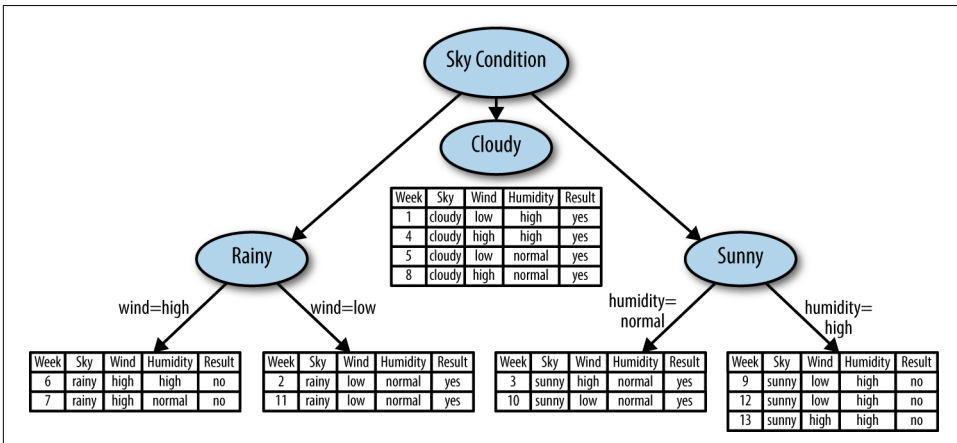 Sky Condition
Cloudy
Week Sky Wind Humidity Result
1 cloudy low high yes
4 cloudy high high yes
5 cloudy low normal yes
8 cloudy high normal yes
Rainy
Sunny
wind=high
wind=low
humidity=
normal
humidity=
high
Week Sky Wind Humidity Result
6 rainy high high no
7 rainy high normal no
Week Sky Wind Humidity Result
2 rainy low normal yes
11 rainy low normal yes
Week Sky Wind Humidity Result
3 sunny high normal yes
10 sunny low normal yes
Week Sky Wind Humidity Result
9 sunny low high no
12 sunny low high no
13 sunny high high no